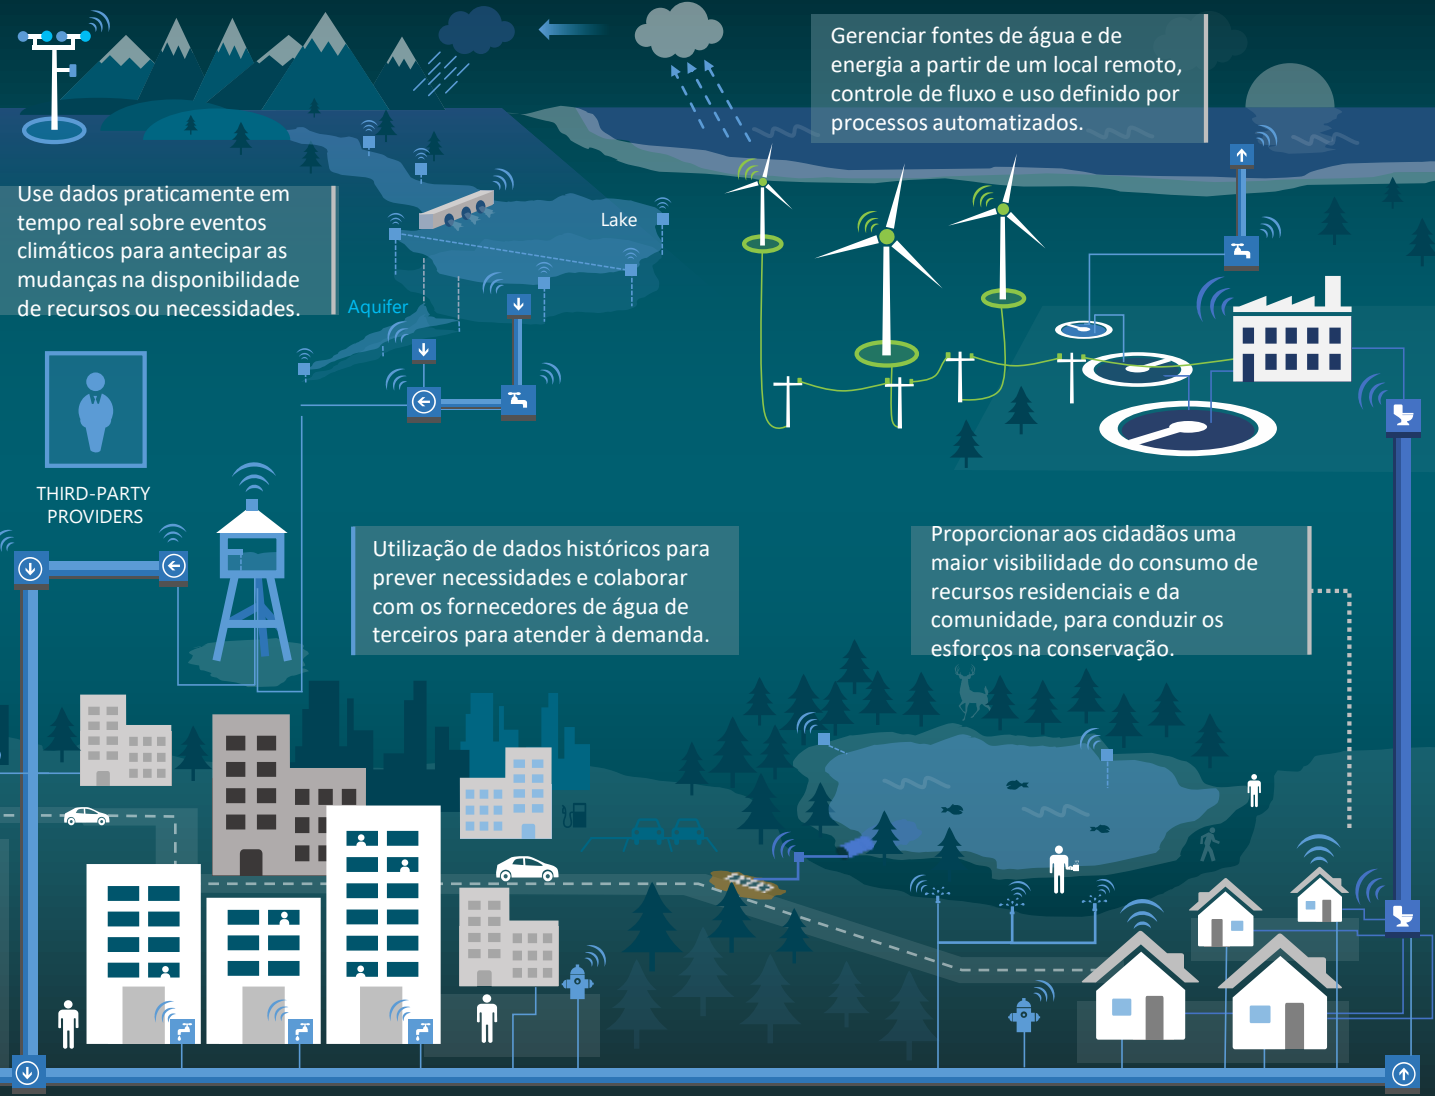 Gerenciar fontes de água e de
energia a partir de um local remoto,
controle de fluxo e uso definido por
processos automatizados.
Use dados praticamente em
tempo real sobre eventos
climáticos para antecipar as
mudanças na disponibilidade
de recursos ou necessidades.
Lake
Aquifer
THIRD-PARTY
PROVIDERS
Utilização de dados históricos para
prever necessidades e colaborar
com os fornecedores de água de
terceiros para atender à demanda.
Proporcionar aos cidadãos uma
maior visibilidade do consumo de
recursos residenciais e da
comunidade, para conduzir os
esforços na conservação.